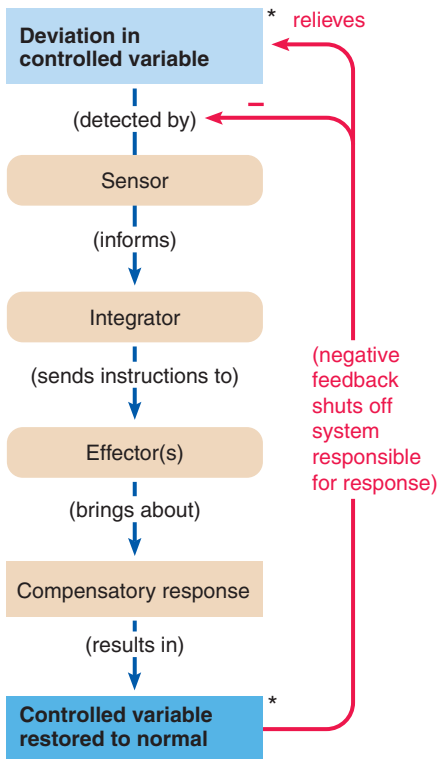 Deviation in
controlled variable
*
relieves
(detected by)
–
Sensor
(informs)
Integrator
(sends instructions to)
Effector(s)
(brings about)
Compensatory response
(results in)
Controlled variable
restored to normal
*
(negative
feedback
shuts off
system
responsible
for response)